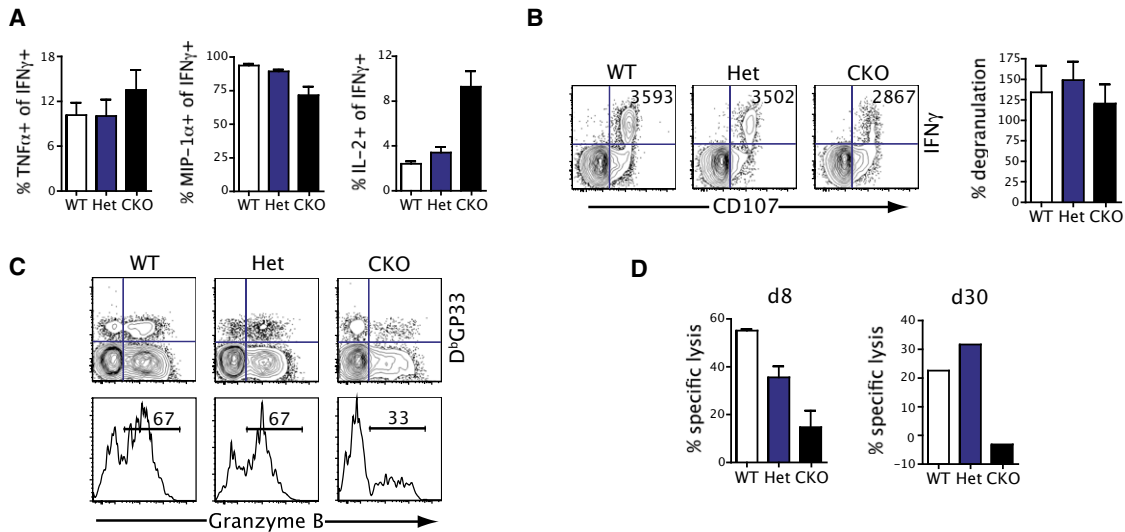 A
% TNFα+ of IFNγ+
18
12
6
0
WT Het CKO
% MIP-1α+ of IFNγ+
100
75
50
25
0
WT Het CKO
% IL-2+ of IFNγ+
12
8
4
0
WT Het CKO
B
WT Het CKO
3593 3502 2867
IFNγ
CD107
% degranulation
175
150
125
100
75
50
25
0
WT Het CKO
C
WT Het CKO
DbGP33
67 67 33
Granzyme B
D
d8
% specific lysis
60
40
20
0
WT Het CKO
d30
% specific lysis
40
30
20
10
0
-10
WT Het CKO